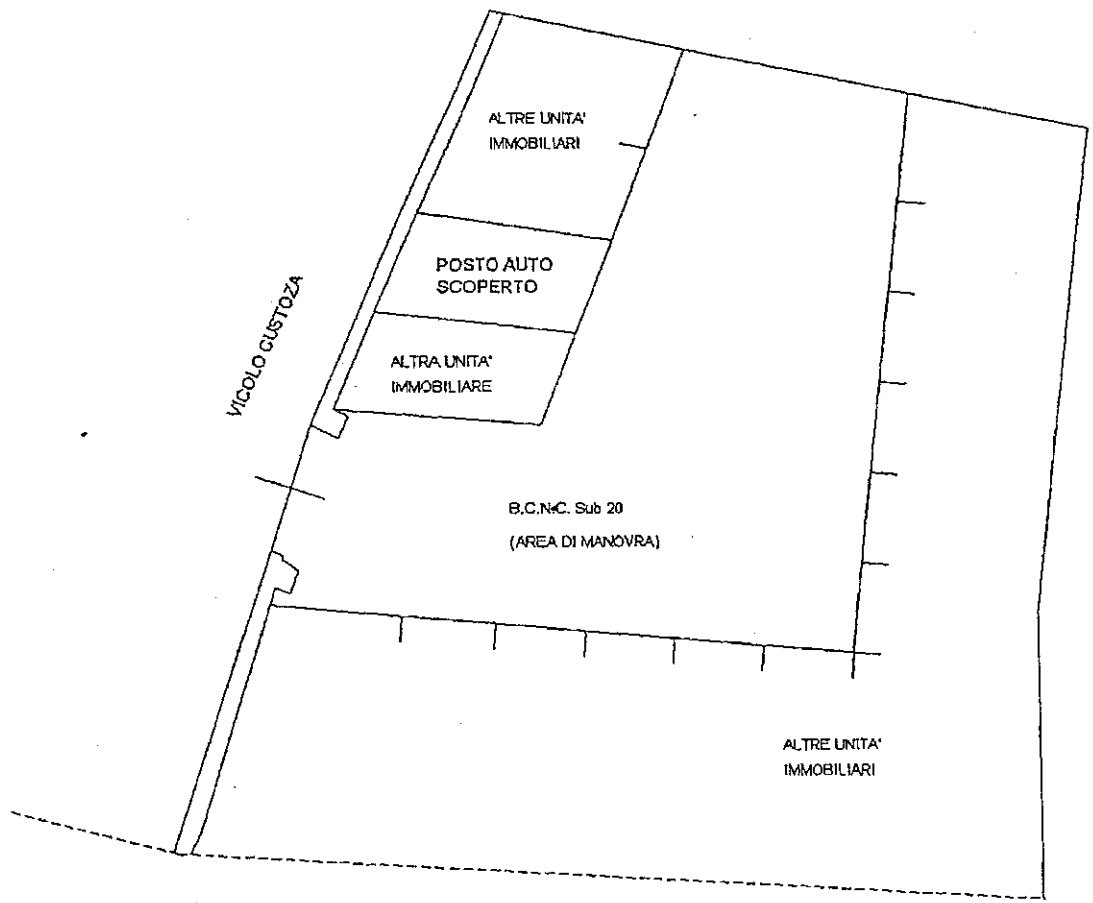 ALTRE UNITA'
IMMOBILIARI
POSTO AUTO
SCOPERTO
ALTRA UNITA'
IMMOBILIARE
VICOLO CUSTOZA
B.C.N.C. Sub 20
(AREA DI MANOVRA)
ALTRE UNITA'
IMMOBILIARI